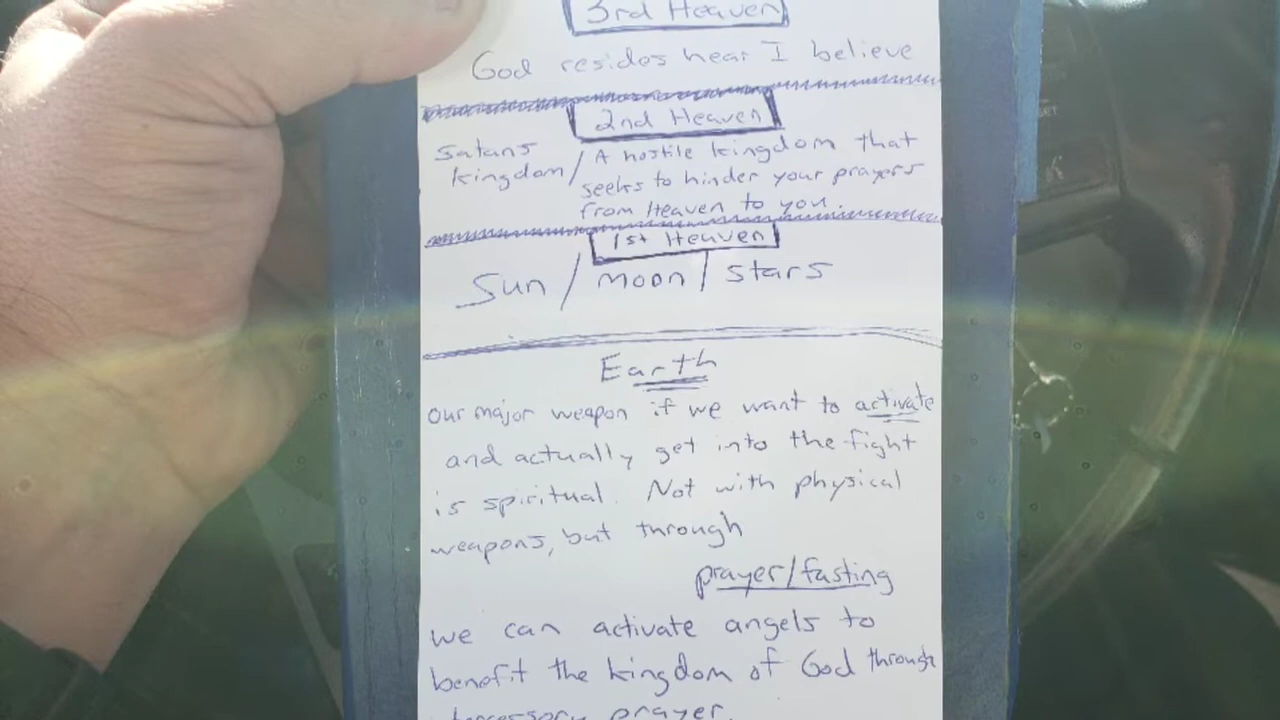 3rd Heaven
God resides hear I believe
2nd Heaven
Satans kingdom / A hostile kingdom that
seeks to hinder your prayers
from Heaven to you.
1st Heaven
Sun / moon / stars
Earth
our major weapon if we want to activate
and actually get into the fight
is spiritual. Not with physical
weapons, but through
prayer/fasting
we can activate angels to
benefit the kingdom of God through
prayer.